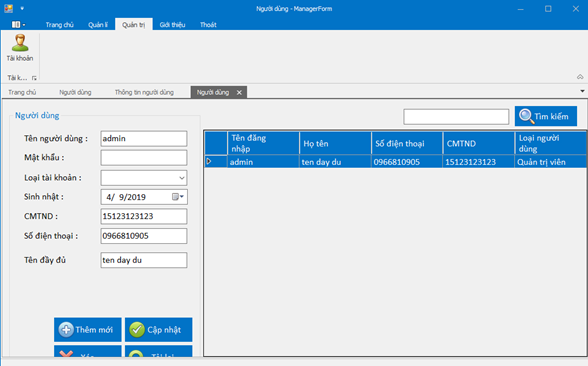 Người dùng - ManagerForm
Trang chủ Quản lí Quản trị Giới thiệu Thoát
Tài khoản
Tài k...
Trang chủ Người dùng Thông tin người dùng Người dùng
Người dùng
Tìm kiếm
Tên người dùng : admin
Mật khẩu :
Loại tài khoản :
Sinh nhật : 4/ 9/2019
CMTND : 15123123123
Số điện thoại : 0966810905
Tên đầy đủ ten day du
Tên đăng nhập Họ tên Số điện thoại CMTND Loại người dùng
admin ten day du 0966810905 15123123123 Quản trị viên
Thêm mới Cập nhật